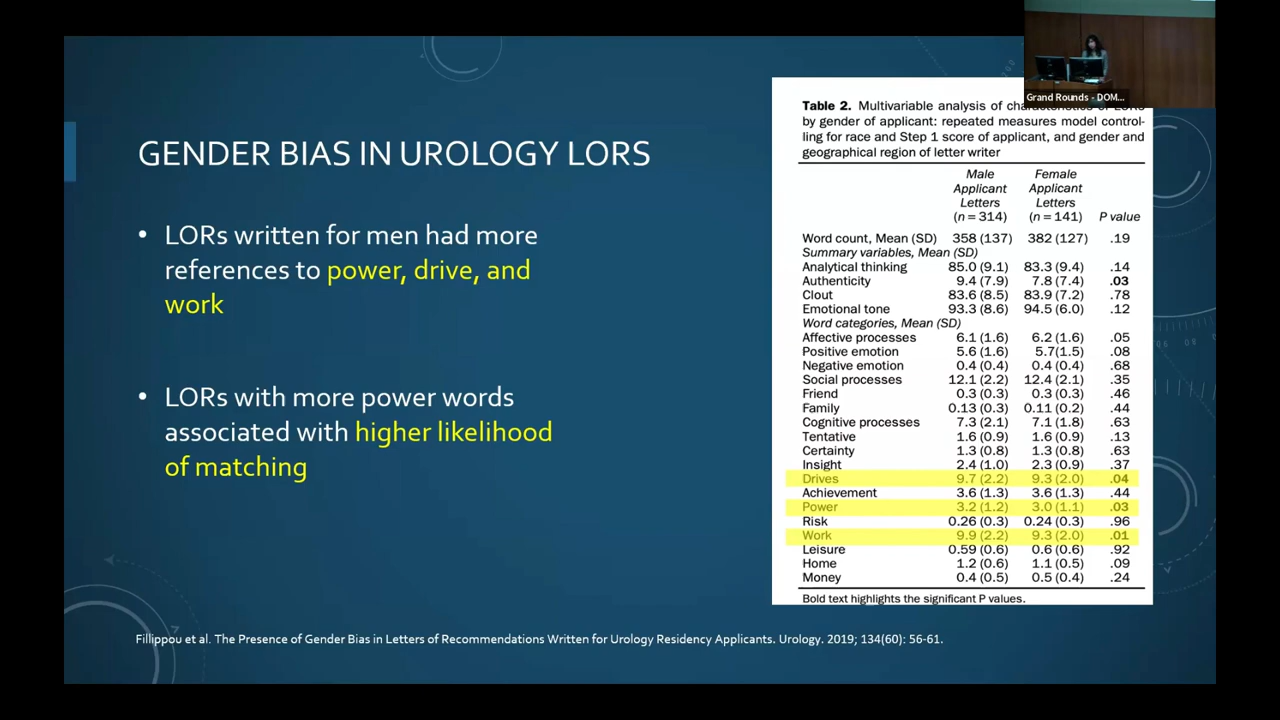 Grand Rounds - DOM...
GENDER BIAS IN UROLOGY LORS
• LORs written for men had more
references to power, drive, and
work
• LORs with more power words
associated with higher likelihood
of matching
Table 2. Multivariable analysis of
by gender of applicant: repeated measures model control-
ling for race and Step 1 score of applicant, and gender and
geographical region of letter writer
Male Applicant Letters (n = 314) Female Applicant Letters (n = 141) P value
Word count, Mean (SD) 358 (137) 382 (127) .19
Summary variables, Mean (SD)
Analytical thinking 85.0 (9.1) 83.3 (9.4) .14
Authenticity 9.4 (7.9) 7.8 (7.4) .03
Clout 83.6 (8.5) 83.9 (7.2) .78
Emotional tone 93.3 (8.6) 94.5 (6.0) .12
Word categories, Mean (SD)
Affective processes 6.1 (1.6) 6.2 (1.6) .05
Positive emotion 5.6 (1.6) 5.7(1.5) .08
Negative emotion 0.4 (0.4) 0.4 (0.4) .68
Social processes 12.1 (2.2) 12.4 (2.1) .35
Friend 0.3 (0.3) 0.3 (0.3) .46
Family 0.13 (0.3) 0.11 (0.2) .44
Cognitive processes 7.3 (2.1) 7.1 (1.8) .63
Tentative 1.6 (0.9) 1.6 (0.9) .13
Certainty 1.3 (0.8) 1.3 (0.8) .63
Insight 2.4 (1.0) 2.3 (0.9) .37
Drives 9.7 (2.2) 9.3 (2.0) .04
Achievement 3.6 (1.3) 3.6 (1.3) .44
Power 3.2 (1.2) 3.0 (1.1) .03
Risk 0.26 (0.3) 0.24 (0.3) .96
Work 9.9 (2.2) 9.3 (2.0) .01
Leisure 0.59 (0.6) 0.6 (0.6) .92
Home 1.2 (0.6) 1.1 (0.5) .09
Money 0.4 (0.5) 0.5 (0.4) .24
Bold text highlights the significant P values.
Fillippou et al. The Presence of Gender Bias in Letters of Recommendations Written for Urology Residency Applicants. Urology. 2019; 134(60): 56-61.